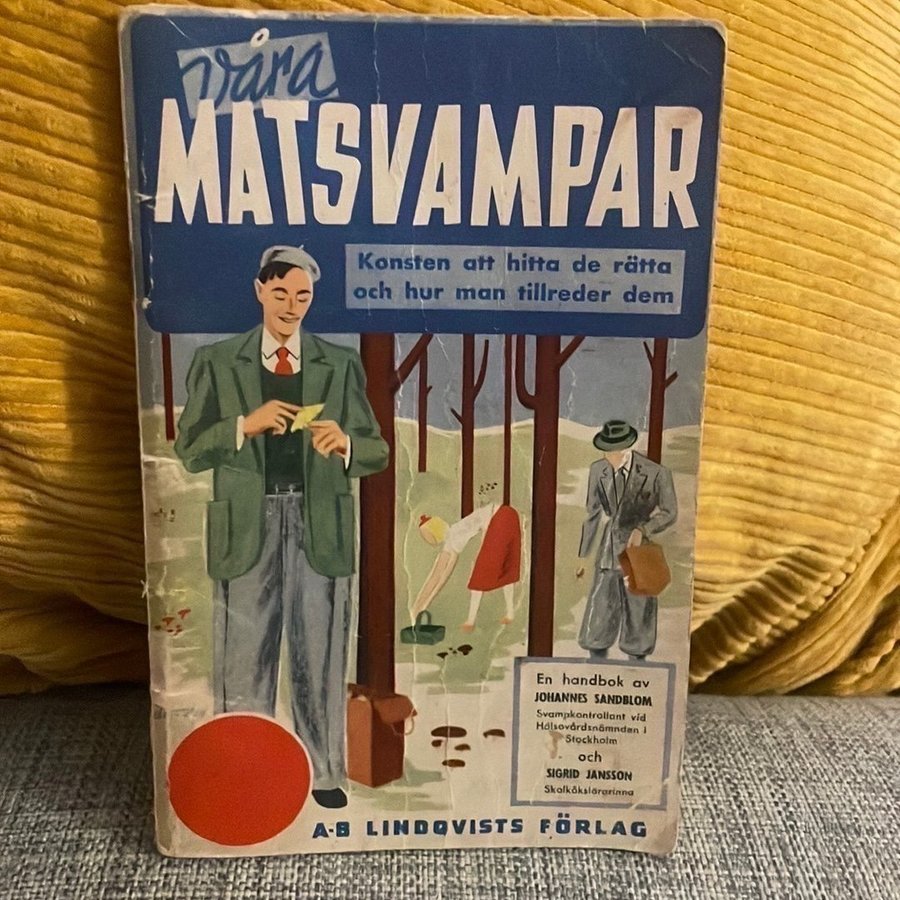 våra
MATSVAMPAR
Konsten att hitta de rätta
och hur man tillreder dem
En handbok av
JOHANNES SANDBLOM
Svampkontrollant vid
Hälsovårdsnämnden i
Stockholm
och
SIGRID JANSSON
Skolkökslärarinna
A-B LINDQVISTS FÖRLAG